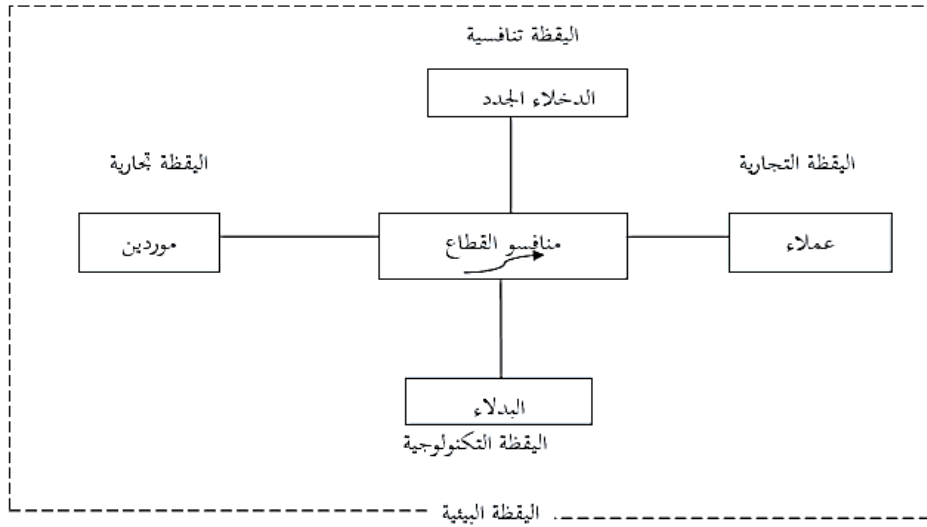 اليقظة تنافسية
الدخلاء الجدد
اليقظة التجارية
اليقظة تجارية
عملاء
منافسو القطاع
موردين
البدلاء
اليقظة التكنولوجية
اليقظة البيئية